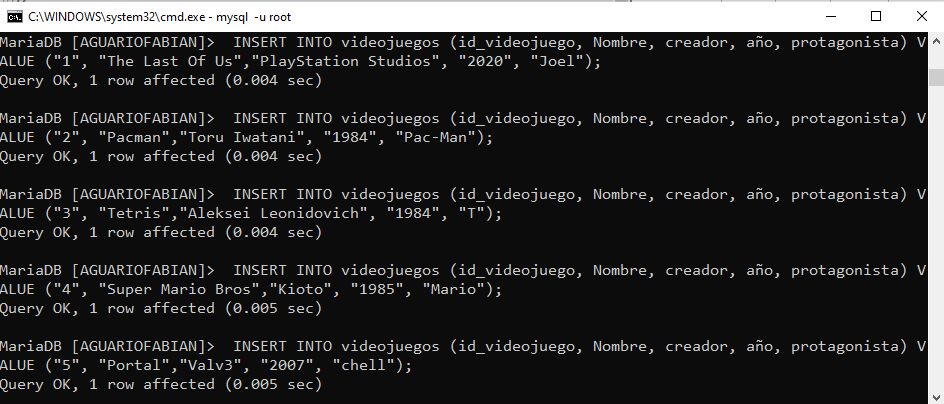 C:\WINDOWS\system32\cmd.exe - mysql  -u root
MariaDB [AGUARIOFABIAN]>  INSERT INTO videojuegos (id_videojuego, Nombre, creador, año, protagonista) V
ALUE ("1", "The Last Of Us","PlayStation Studios", "2020", "Joel");
Query OK, 1 row affected (0.004 sec)
MariaDB [AGUARIOFABIAN]>  INSERT INTO videojuegos (id_videojuego, Nombre, creador, año, protagonista) V
ALUE ("2", "Pacman","Toru Iwatani", "1984", "Pac-Man");
Query OK, 1 row affected (0.004 sec)
MariaDB [AGUARIOFABIAN]>  INSERT INTO videojuegos (id_videojuego, Nombre, creador, año, protagonista) V
ALUE ("3", "Tetris","Aleksei Leonidovich", "1984", "T");
Query OK, 1 row affected (0.004 sec)
MariaDB [AGUARIOFABIAN]>  INSERT INTO videojuegos (id_videojuego, Nombre, creador, año, protagonista) V
ALUE ("4", "Super Mario Bros","Kioto", "1985", "Mario");
Query OK, 1 row affected (0.005 sec)
MariaDB [AGUARIOFABIAN]>  INSERT INTO videojuegos (id_videojuego, Nombre, creador, año, protagonista) V
ALUE ("5", "Portal","Valv3", "2007", "chell");
Query OK, 1 row affected (0.005 sec)